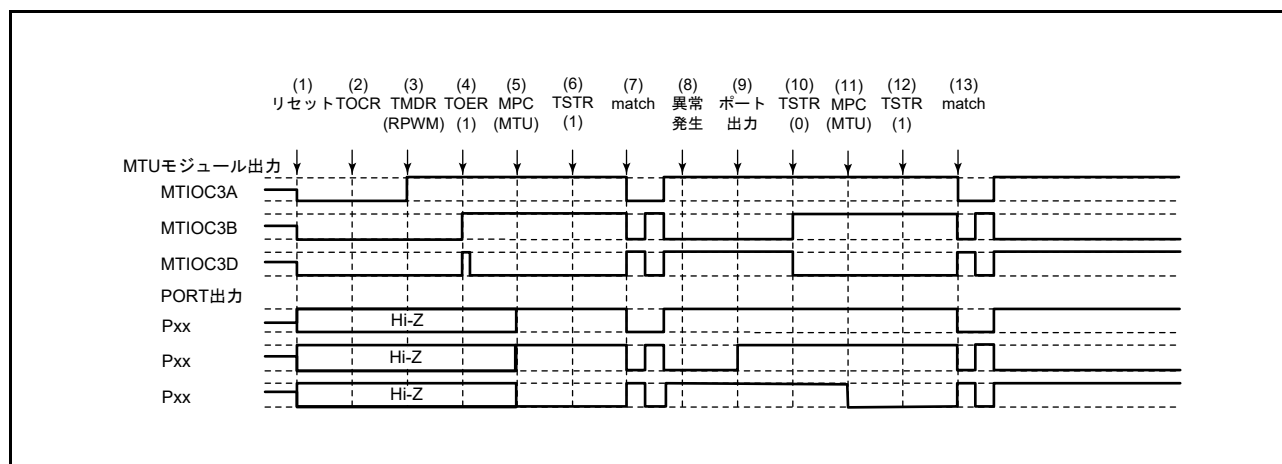 (1) (2) (3) (4) (5) (6) (7) (8) (9) (10) (11) (12) (13)
リセット TOCR TMDR TOER MPC TSTR match 異常 ポート TSTR MPC TSTR match
(RPWM) (1) (MTU) (1) 発生 出力 (0) (MTU) (1)
MTUモジュール出力
MTIOC3A
MTIOC3B
MTIOC3D
PORT出力
Pxx Hi-Z
Pxx Hi-Z
Pxx Hi-Z